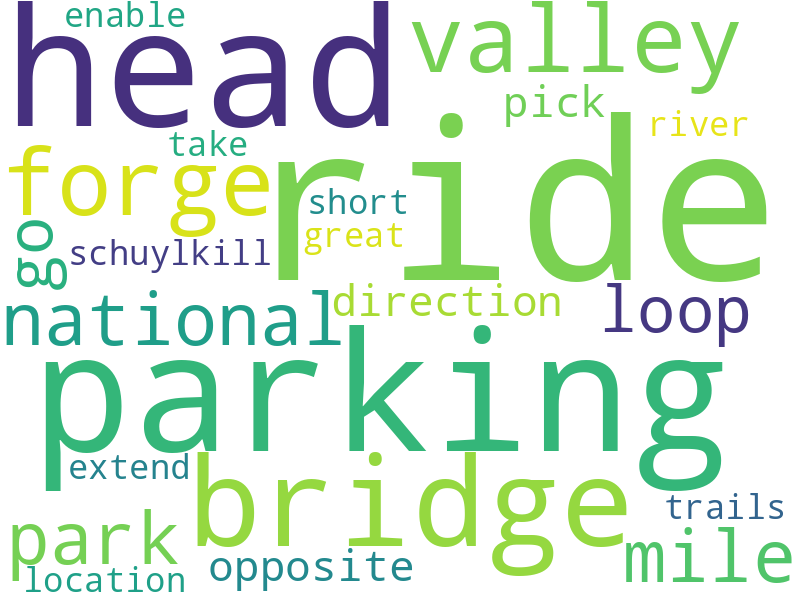 enable
head
valley
pick
river
take
forge
ride
short
go
schuylkill
great
national
direction
loop
parking
extend
bridge
trails
park
opposite
mile
location